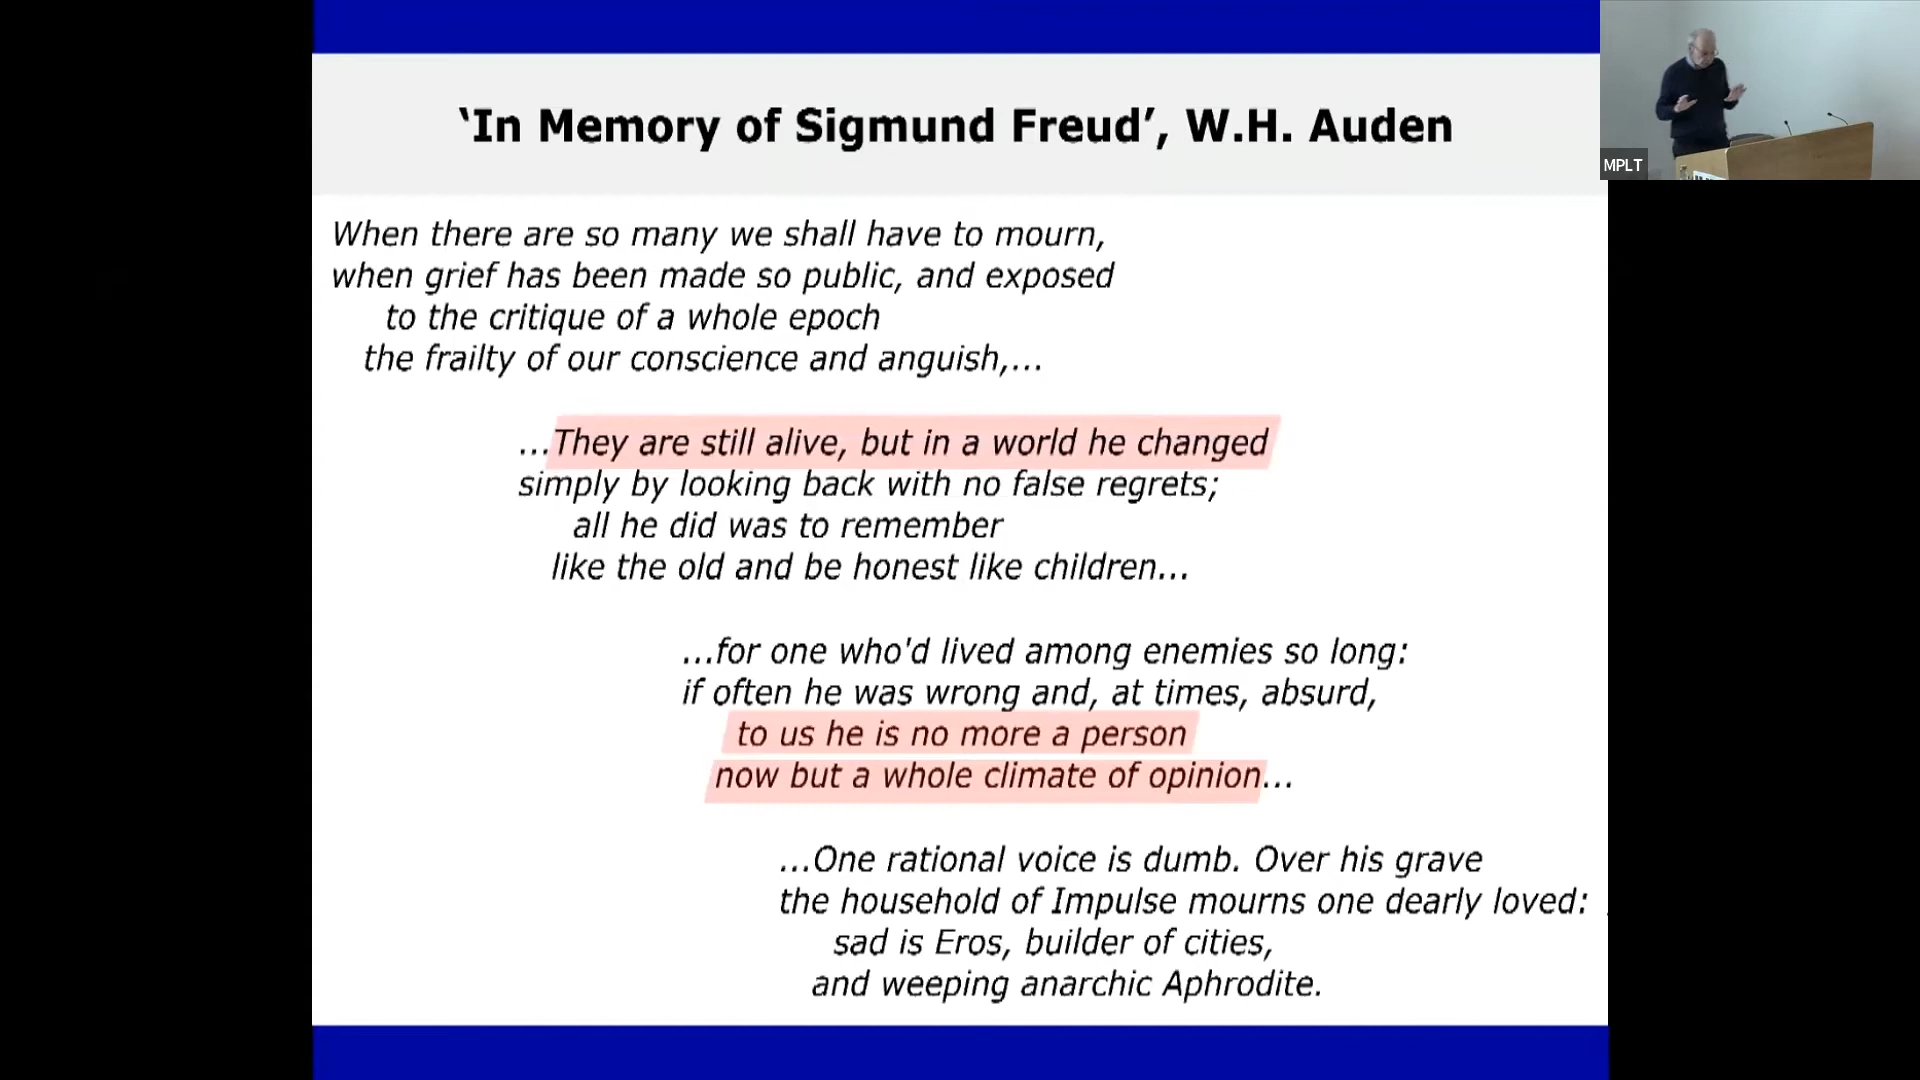 ‘In Memory of Sigmund Freud’, W.H. Auden
MPLT
When there are so many we shall have to mourn,
when grief has been made so public, and exposed
to the critique of a whole epoch
the frailty of our conscience and anguish,...
...They are still alive, but in a world he changed
simply by looking back with no false regrets;
all he did was to remember
like the old and be honest like children...
...for one who'd lived among enemies so long:
if often he was wrong and, at times, absurd,
to us he is no more a person
now but a whole climate of opinion...
...One rational voice is dumb. Over his grave
the household of Impulse mourns one dearly loved:
sad is Eros, builder of cities,
and weeping anarchic Aphrodite.